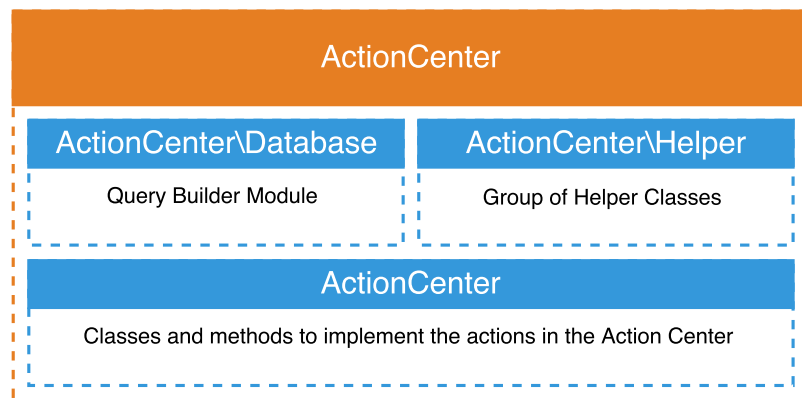 ActionCenter
ActionCenter\Database
ActionCenter\Helper
Query Builder Module
Group of Helper Classes
ActionCenter
Classes and methods to implement the actions in the Action Center